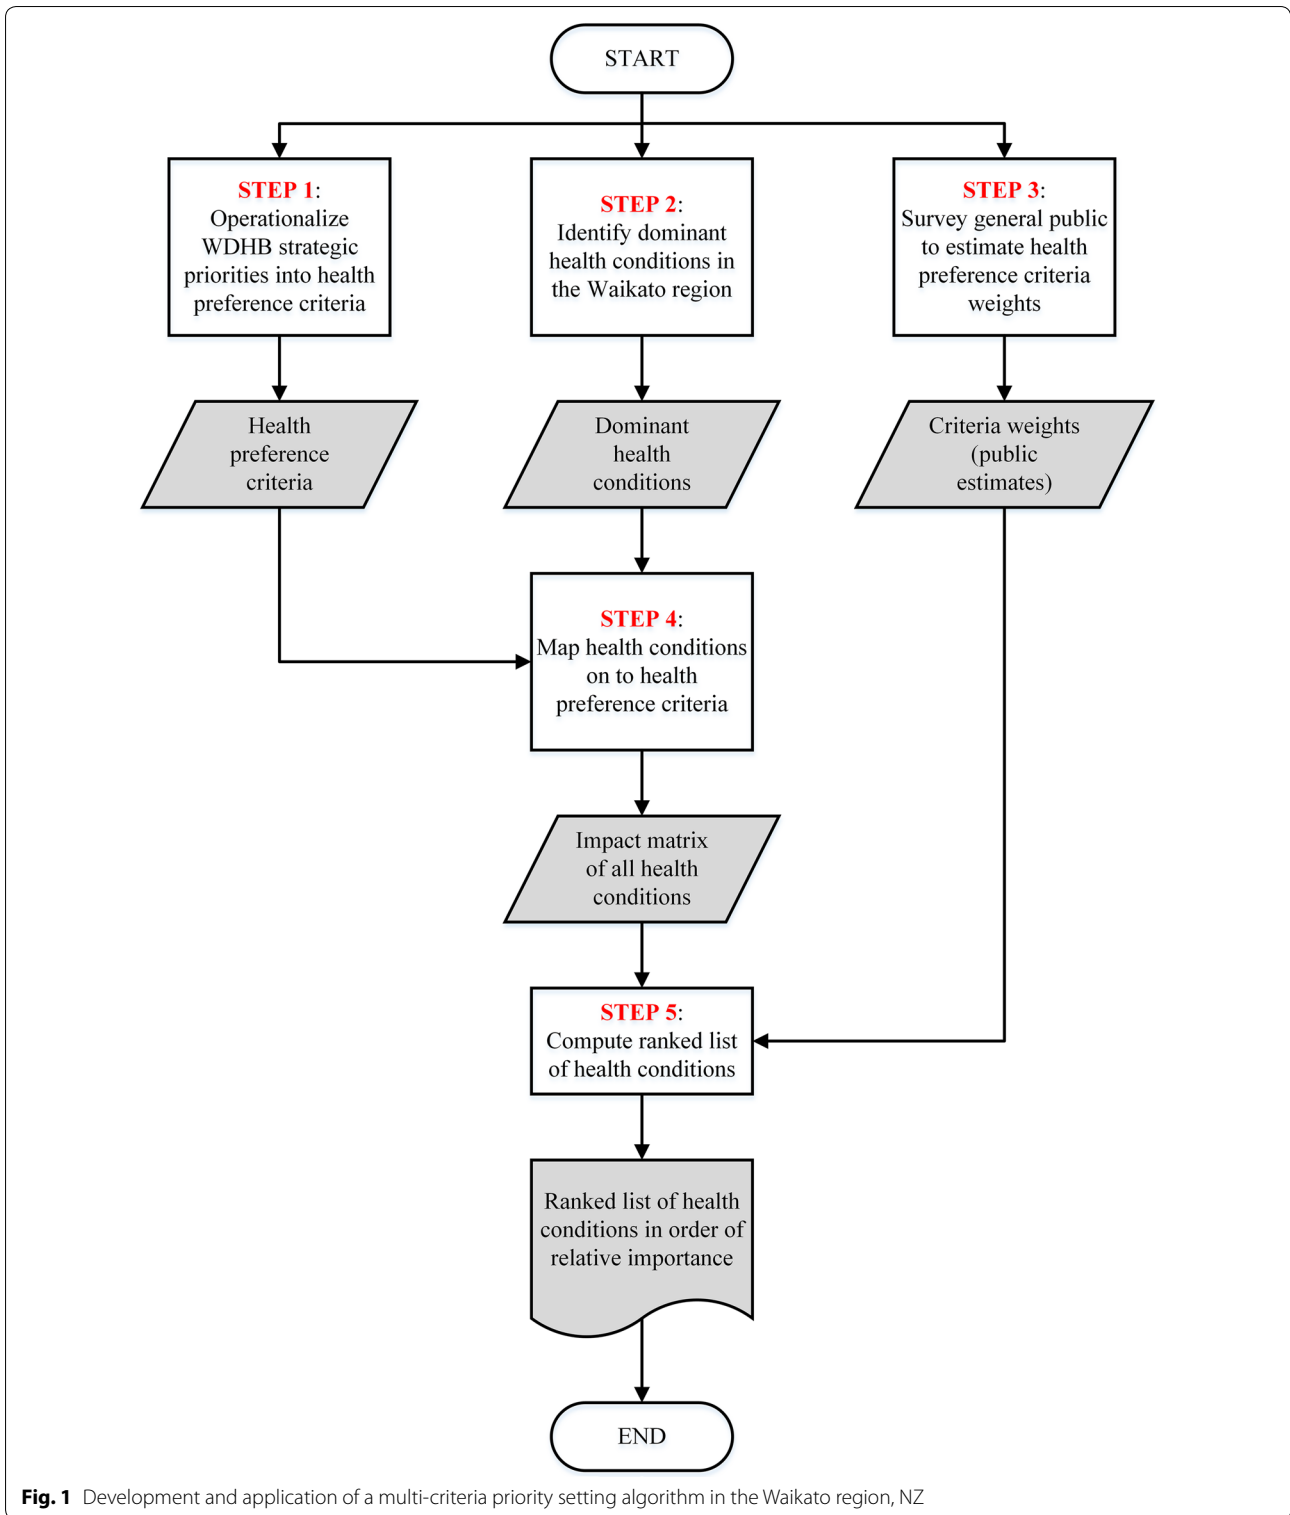 START
STEP 1:
Operationalize
WDHB strategic
priorities into health
preference criteria
STEP 2:
Identify dominant
health conditions in
the Waikato region
STEP 3:
Survey general public
to estimate health
preference criteria
weights
Health
preference
criteria
Dominant
health
conditions
Criteria weights
(public
estimates)
STEP 4:
Map health conditions
on to health
preference criteria
Impact matrix
of all health
conditions
STEP 5:
Compute ranked list
of health conditions
Ranked list of health
conditions in order of
relative importance
END
Fig. 1 Development and application of a multi-criteria priority setting algorithm in the Waikato region, NZ